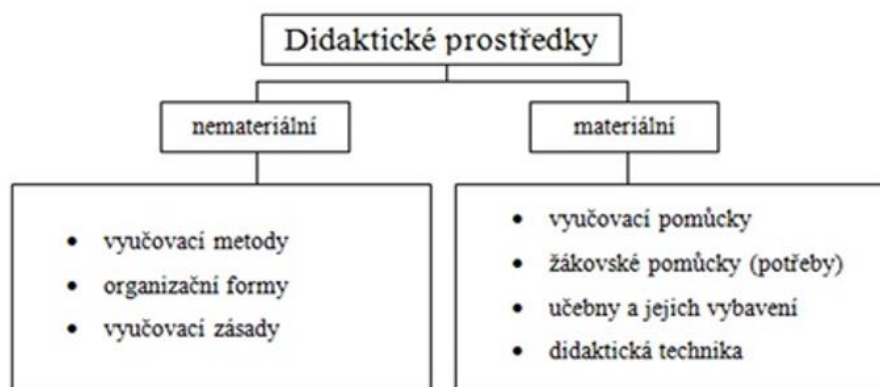 Didaktické prostředky
nemateriální
materiální
• vyučovací metody
• organizační formy
• vyučovací zásady
• vyučovací pomůcky
• žákovské pomůcky (potřeby)
• učebny a jejich vybavení
• didaktická technika